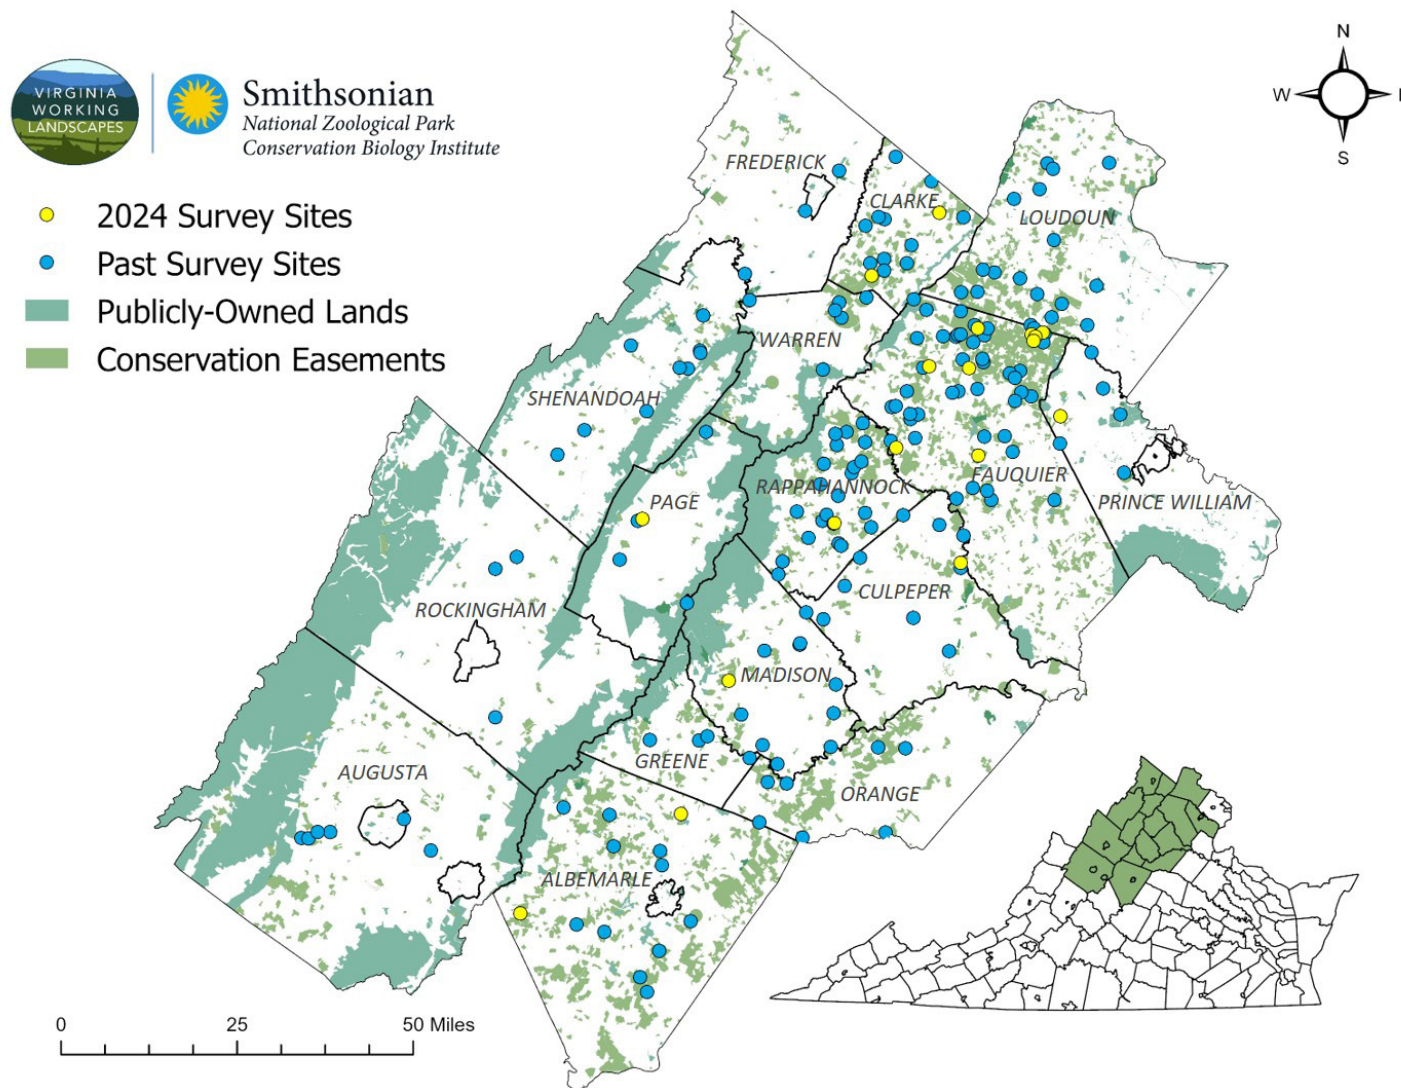 VIRGINIA
WORKING
LANDSCAPES
Smithsonian
National Zoological Park
Conservation Biology Institute
2024 Survey Sites
Past Survey Sites
Publicly-Owned Lands
Conservation Easements
N
W
S
FREDERICK
CLARKE
LOUDOUN
WARREN
SHENANDOAH
PAGE
RAPPAHANNOCK
FAUQUIER
PRINCE WILLIAM
CULPEPER
ROCKINGHAM
MADISON
GREENE
AUGUSTA
ORANGE
ALBEMARLE
0 25 50 Miles